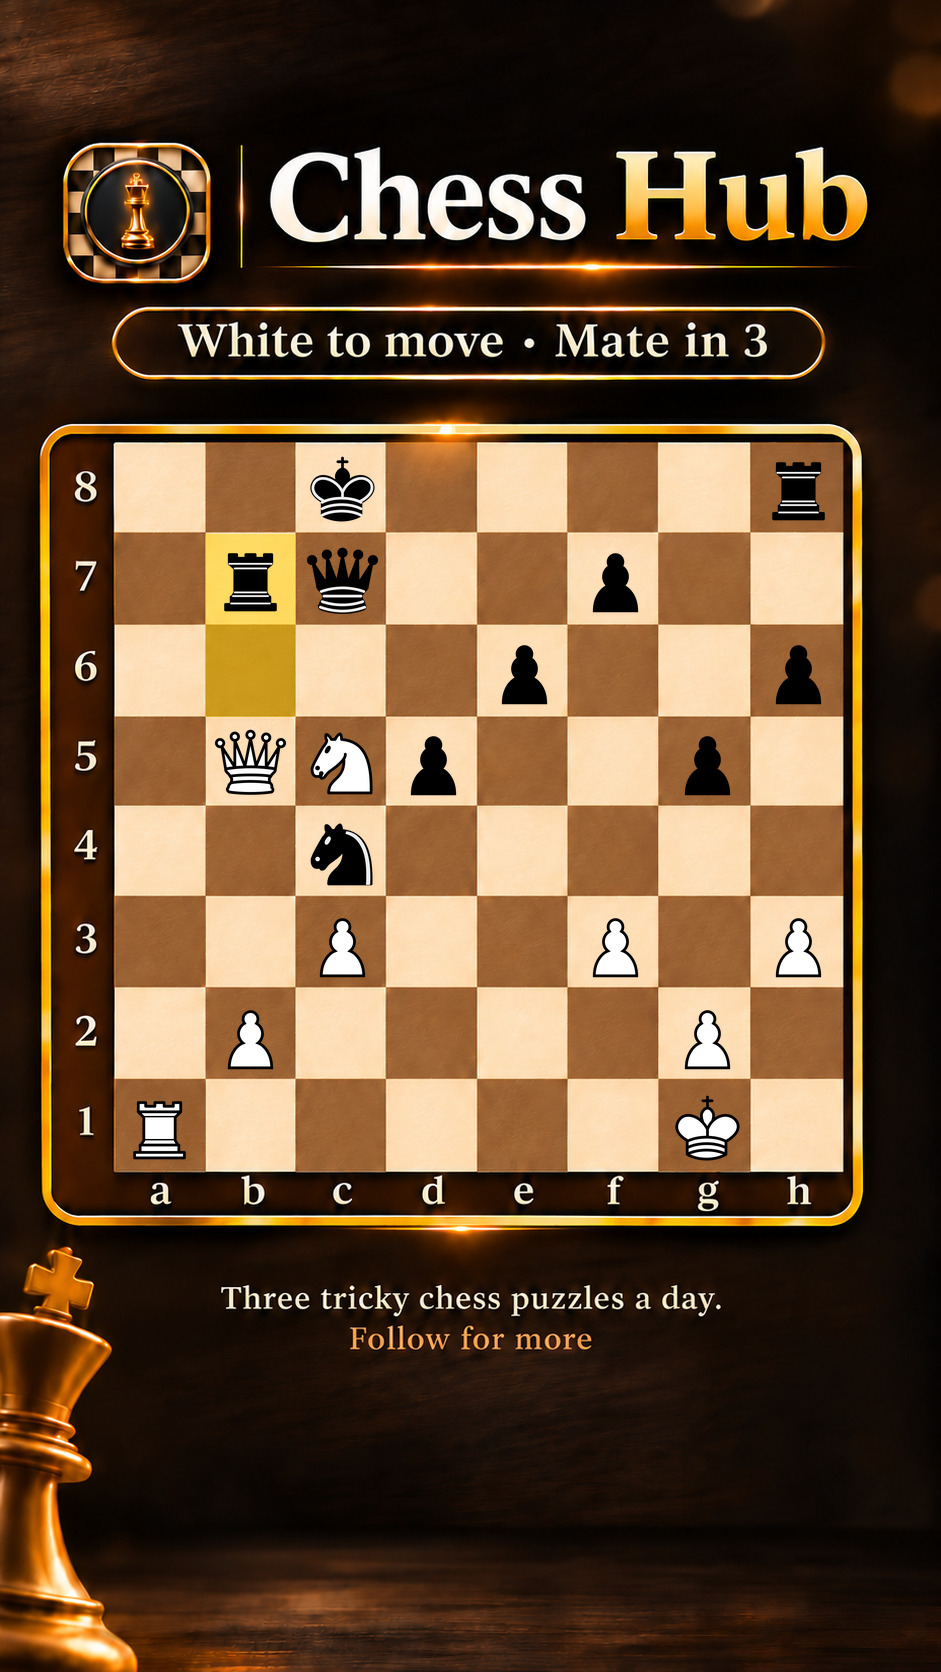 Chess Hub
White to move • Mate in 3
8
7
6
5
4
3
2
1
a b c d e f g h
Three tricky chess puzzles a day.
Follow for more